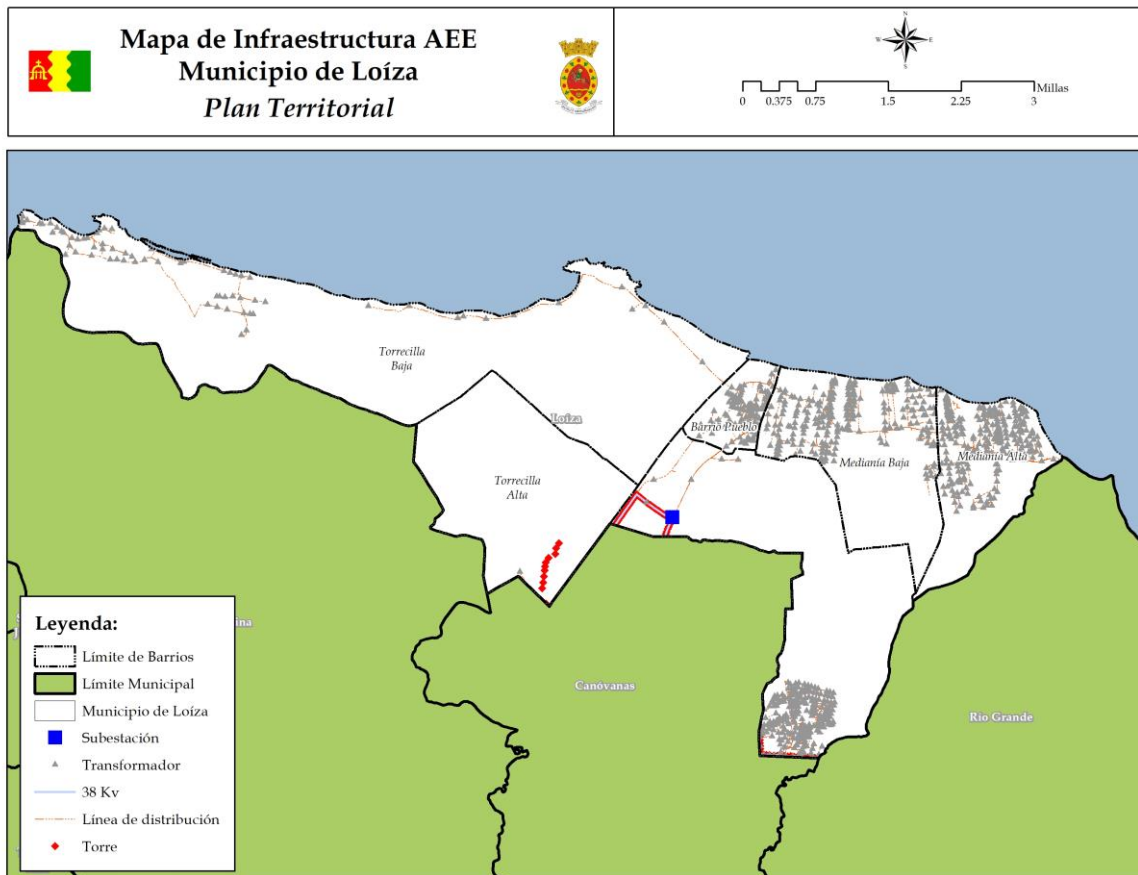 Mapa de Infraestructura AEE
Municipio de Loíza
Plan Territorial
N
W
E
S
0
0.375
0.75
1.5
2.25
3
Millas
Torrecilla
Baja
Loíza
Barrio Pueblo
Medianía Baja
Medianía Alta
Torrecilla
Alta
Canóvanas
Río Grande
ina
Leyenda:
Límite de Barrios
Límite Municipal
Municipio de Loíza
Subestación
Transformador
38 Kv
Línea de distribución
Torre